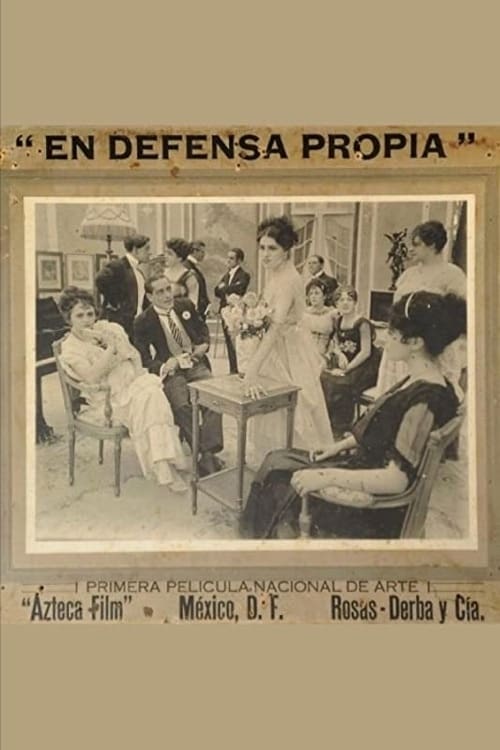 "EN DEFENSA PROPIA"
¡ PRIMERA PELICULA NACIONAL DE ARTE !
"Azteca Film" México, D. F. Rosas-Derba y Cía.